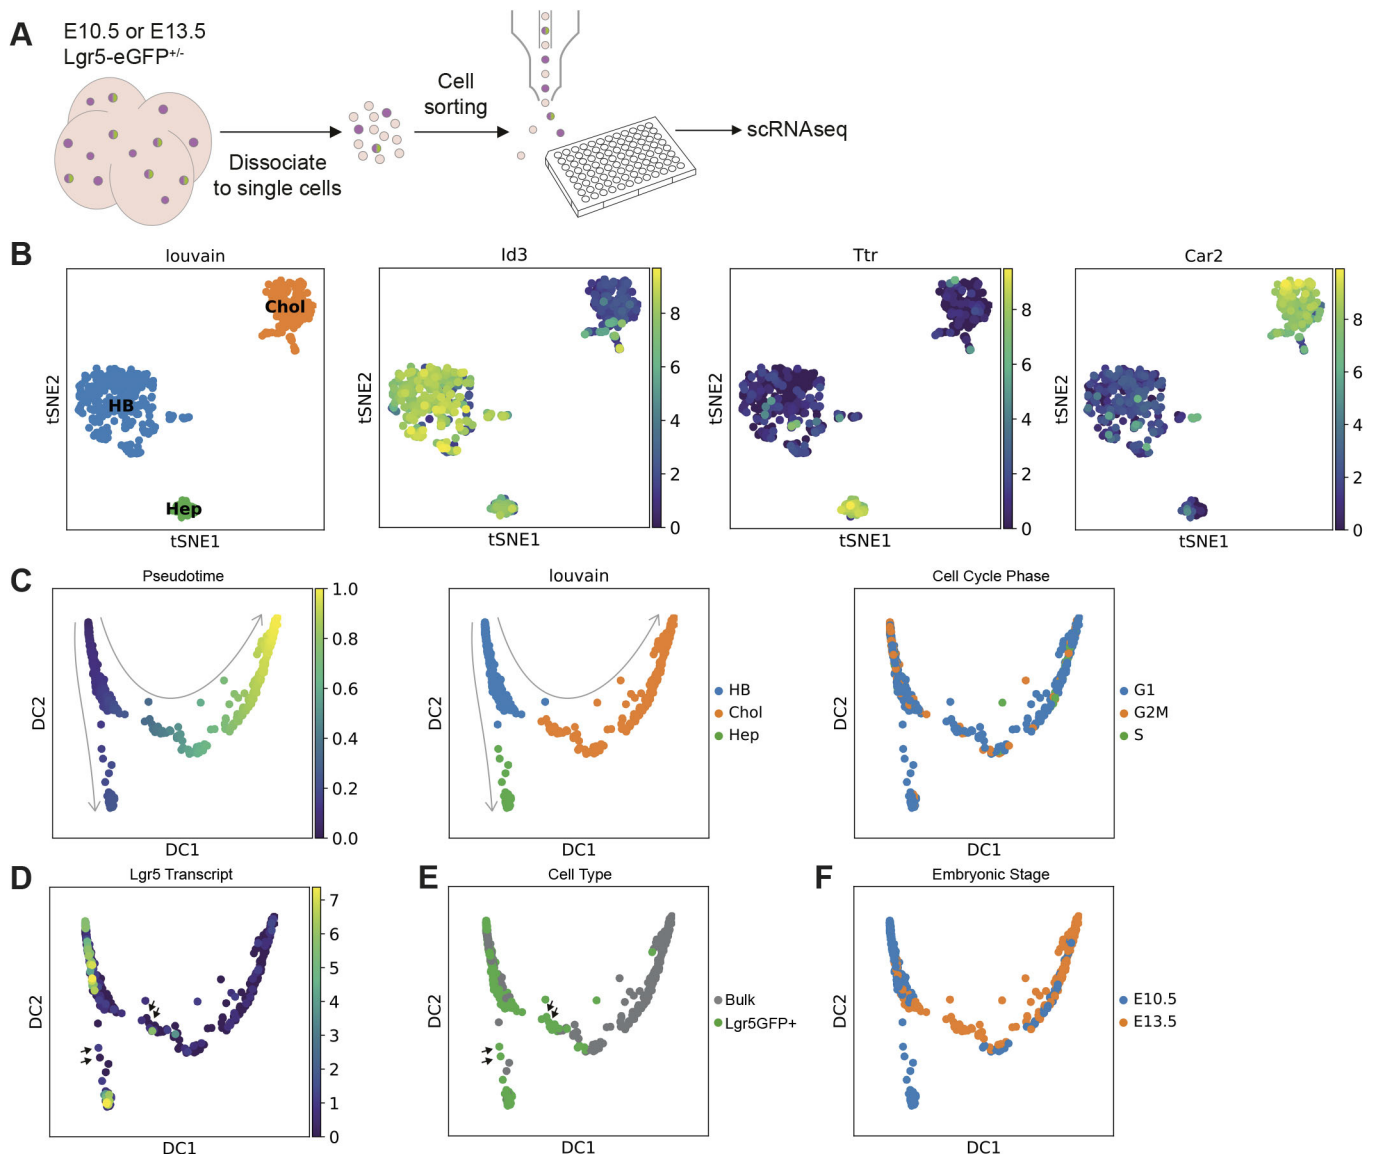 A
E10.5 or E13.5
Lgr5-eGFP+/-
Dissociate
to single cells
Cell
sorting
scRNAseq
B
louvain
Chol
HB
Hep
tSNE2
tSNE1
Id3
tSNE2
tSNE1
8
6
4
2
0
Ttr
tSNE2
tSNE1
8
6
4
2
0
Car2
tSNE2
tSNE1
8
6
4
2
0
C
Pseudotime
DC2
DC1
1.0
0.8
0.6
0.4
0.2
0.0
louvain
DC2
DC1
HB
Chol
Hep
Cell Cycle Phase
DC2
DC1
G1
G2M
S
D
Lgr5 Transcript
DC2
DC1
7
6
5
4
3
2
1
0
E
Cell Type
DC2
DC1
Bulk
Lgr5GFP+
F
Embryonic Stage
DC2
DC1
E10.5
E13.5